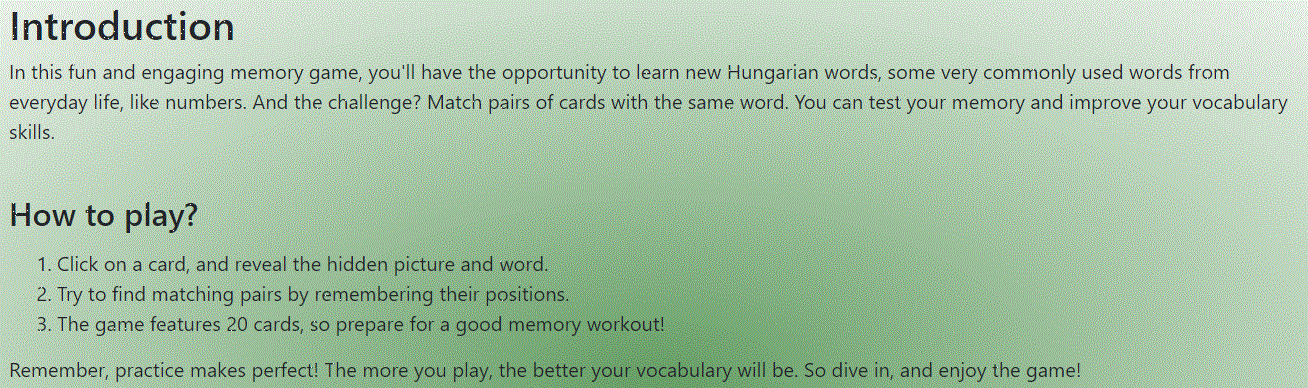 Introduction
In this fun and engaging memory game, you'll have the opportunity to learn new Hungarian words, some very commonly used words from
everyday life, like numbers. And the challenge? Match pairs of cards with the same word. You can test your memory and improve your vocabulary
skills.
How to play?
1. Click on a card, and reveal the hidden picture and word.
2. Try to find matching pairs by remembering their positions.
3. The game features 20 cards, so prepare for a good memory workout!
Remember, practice makes perfect! The more you play, the better your vocabulary will be. So dive in, and enjoy the game!